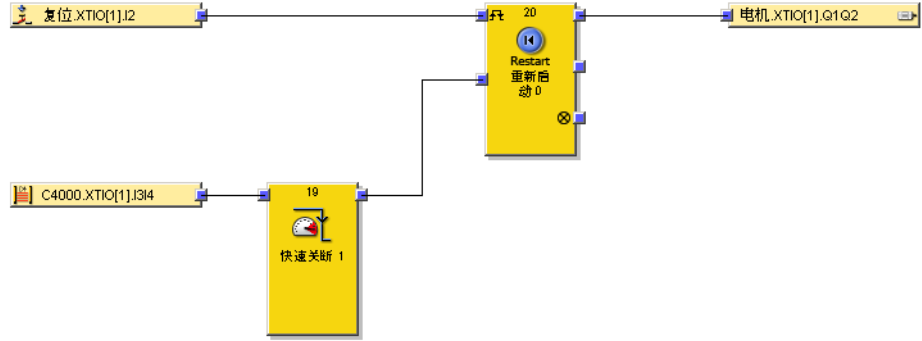 复位.XTIO[1].I2
20
电机.XTIO[1].Q1Q2
Restart
重新启
动 0
C4000.XTIO[1].I3I4
19
快速关断 1